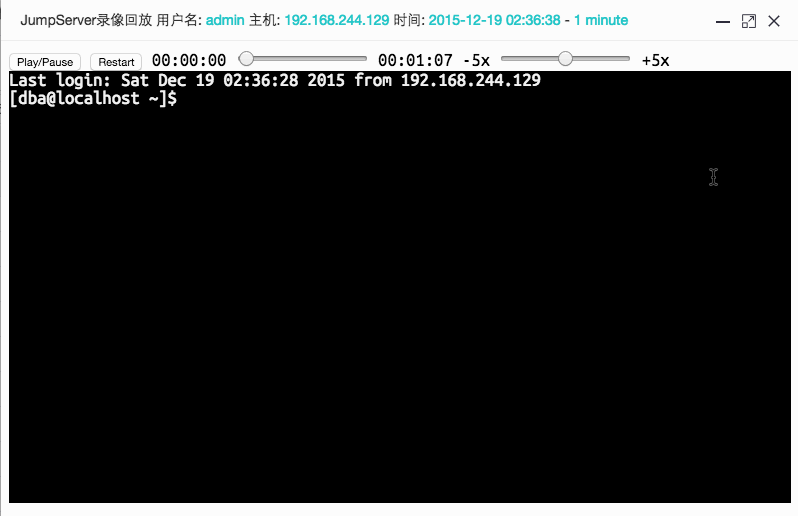 JumpServer录像回放 用户名: admin 主机: 192.168.244.129 时间: 2015-12-19 02:36:38 - 1 minute
Play/Pause Restart 00:00:00 00:01:07 -5x +5x
Last login: Sat Dec 19 02:36:28 2015 from 192.168.244.129
[dba@localhost ~]$